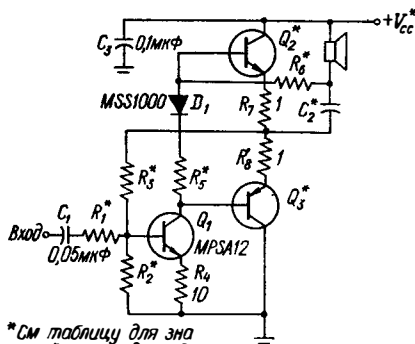 +Vcc*
C3 0,1мкФ
Q2*
R6*
MSS1000 D1
R7 1
C2*
R3*
R5*
R8 1
Q3*
C1 R1*
Q1
Вход
0,05мкФ
MPSA12
R2*
R4
10
*См таблицу для зна